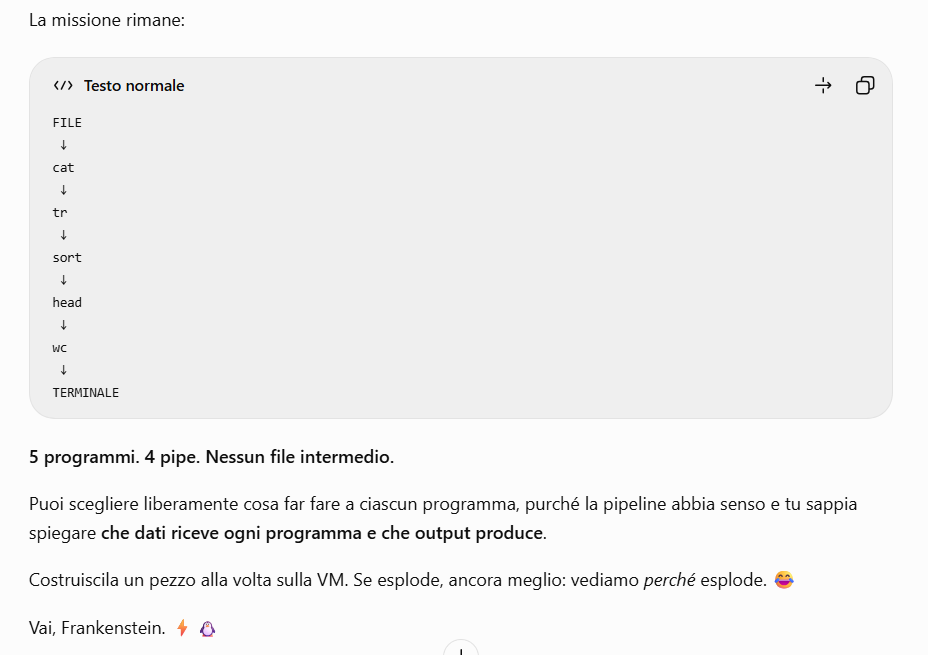 La missione rimane:
Testo normale
FILE
↓
cat
↓
tr
↓
sort
↓
head
↓
wc
↓
TERMINALE
5 programmi. 4 pipe. Nessun file intermedio.
Puoi scegliere liberamente cosa far fare a ciascun programma, purché la pipeline abbia senso e tu sappia
spiegare che dati riceve ogni programma e che output produce.
Costruiscila un pezzo alla volta sulla VM. Se esplode, ancora meglio: vediamo perché esplode. 😂
Vai, Frankenstein. ⚡ 🐧